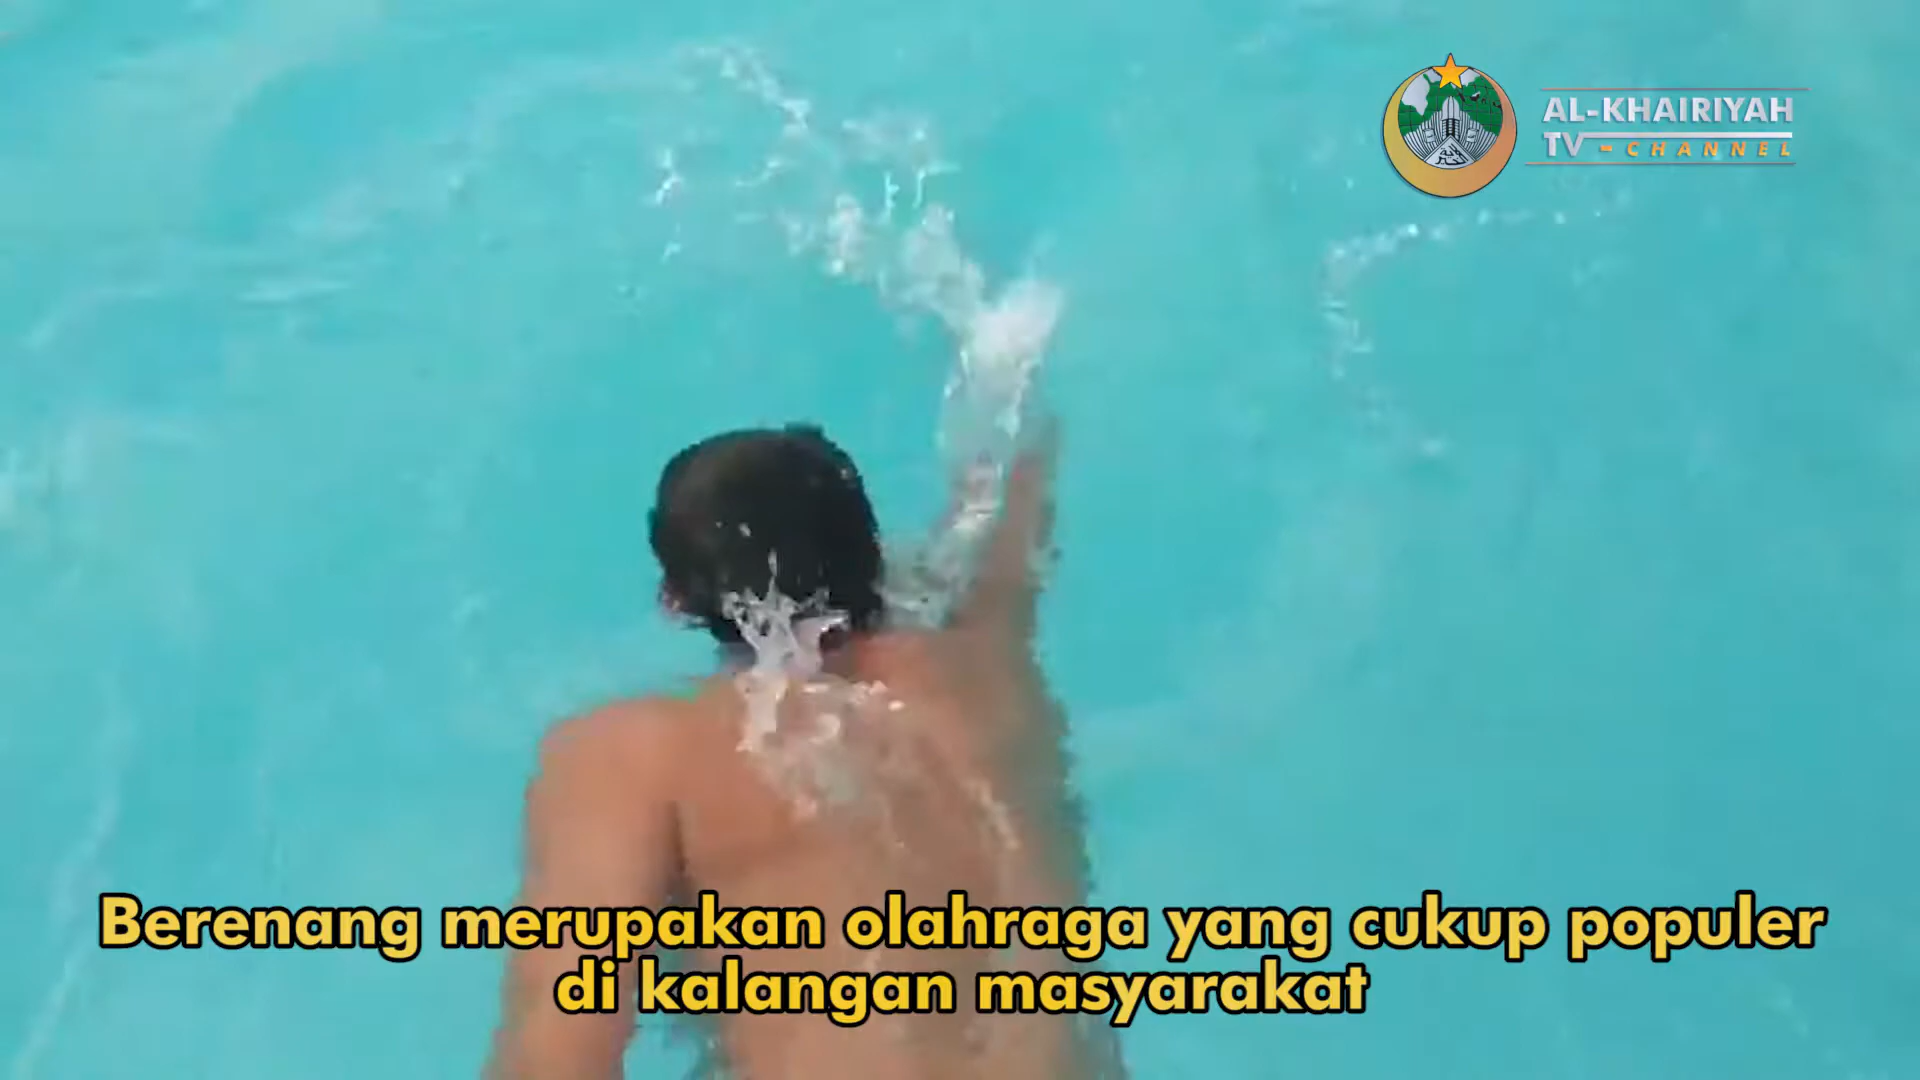 AL-KHAIRIYAH
TV - CHANNEL
Berenang merupakan olahraga yang cukup populer
di kalangan masyarakat